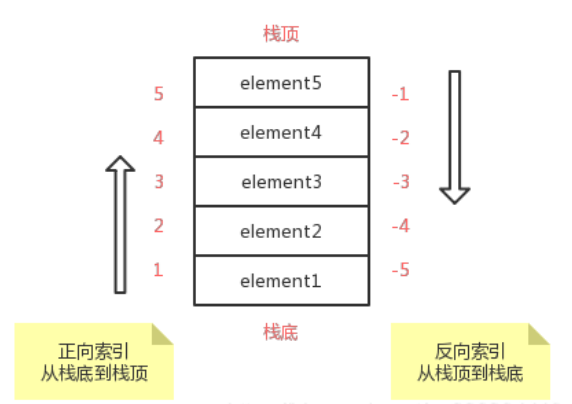 栈顶
5 element5 -1
4 element4 -2
3 element3 -3
2 element2 -4
1 element1 -5
栈底
正向索引
从栈底到栈顶
反向索引
从栈顶到栈底